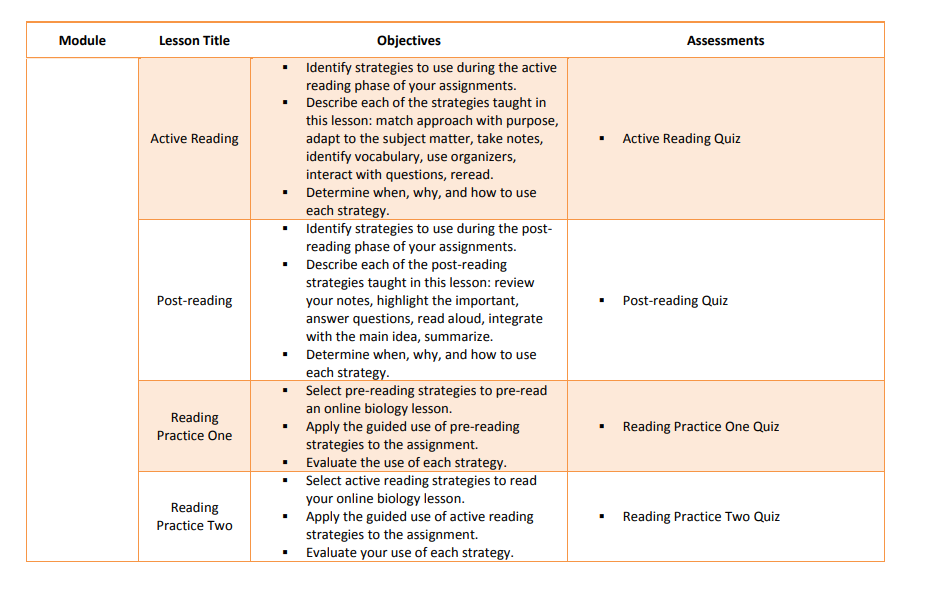 Module Lesson Title Objectives Assessments
Active Reading
▪ Identify strategies to use during the active
reading phase of your assignments.
▪ Describe each of the strategies taught in
this lesson: match approach with purpose,
adapt to the subject matter, take notes,
identify vocabulary, use organizers,
interact with questions, reread.
▪ Determine when, why, and how to use
each strategy.
▪ Active Reading Quiz
Post-reading
▪ Identify strategies to use during the post-
reading phase of your assignments.
▪ Describe each of the post-reading
strategies taught in this lesson: review
your notes, highlight the important,
answer questions, read aloud, integrate
with the main idea, summarize.
▪ Determine when, why, and how to use
each strategy.
▪ Post-reading Quiz
Reading
Practice One
▪ Select pre-reading strategies to pre-read
an online biology lesson.
▪ Apply the guided use of pre-reading
strategies to the assignment.
▪ Evaluate the use of each strategy.
▪ Reading Practice One Quiz
Reading
Practice Two
▪ Select active reading strategies to read
your online biology lesson.
▪ Apply the guided use of active reading
strategies to the assignment.
▪ Evaluate your use of each strategy.
▪ Reading Practice Two Quiz